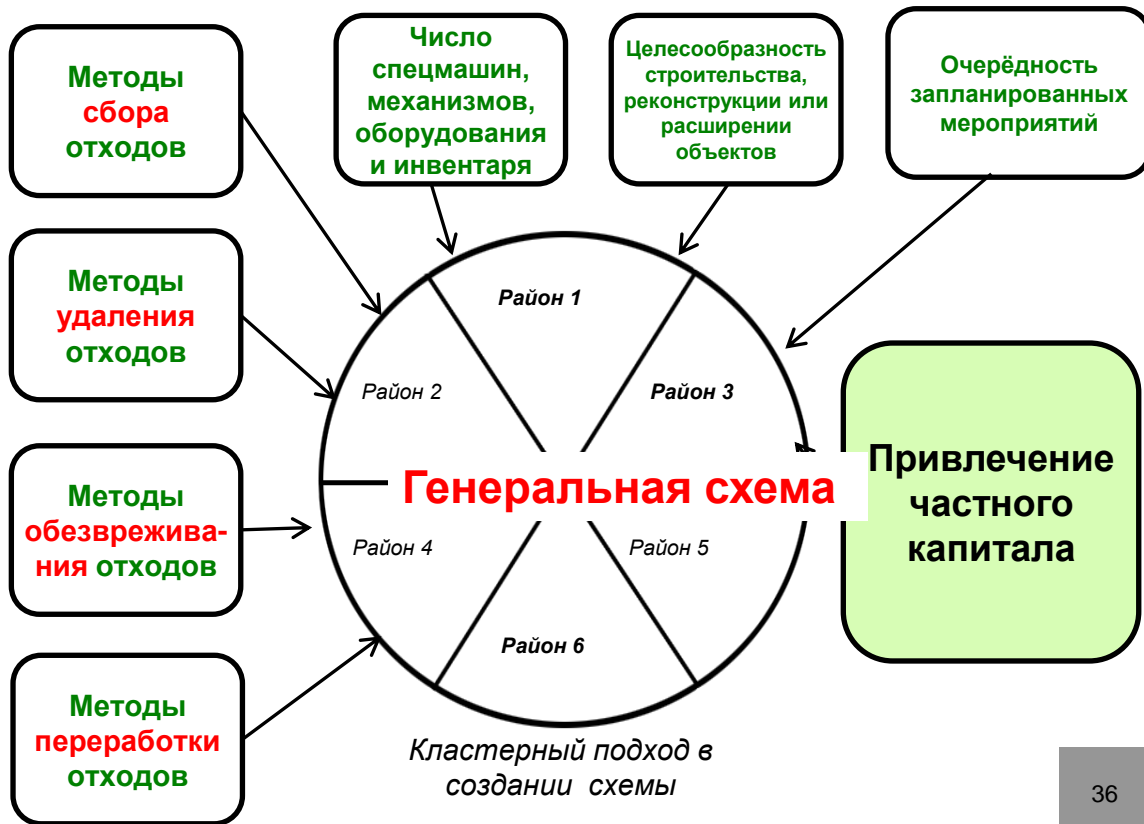 Методы
сбора
отходов
Число
спецмашин,
механизмов,
оборудования
и инвентаря
Целесообразность
строительства,
реконструкции или
расширении
объектов
Очерёдность
запланированных
мероприятий
Методы
удаления
отходов
Методы
обезврежива-
ния отходов
Методы
переработки
отходов
Район 1
Район 2
Район 3
Генеральная схема
Район 4
Район 5
Район 6
Привлечение
частного
капитала
Кластерный подход в
создании схемы
36